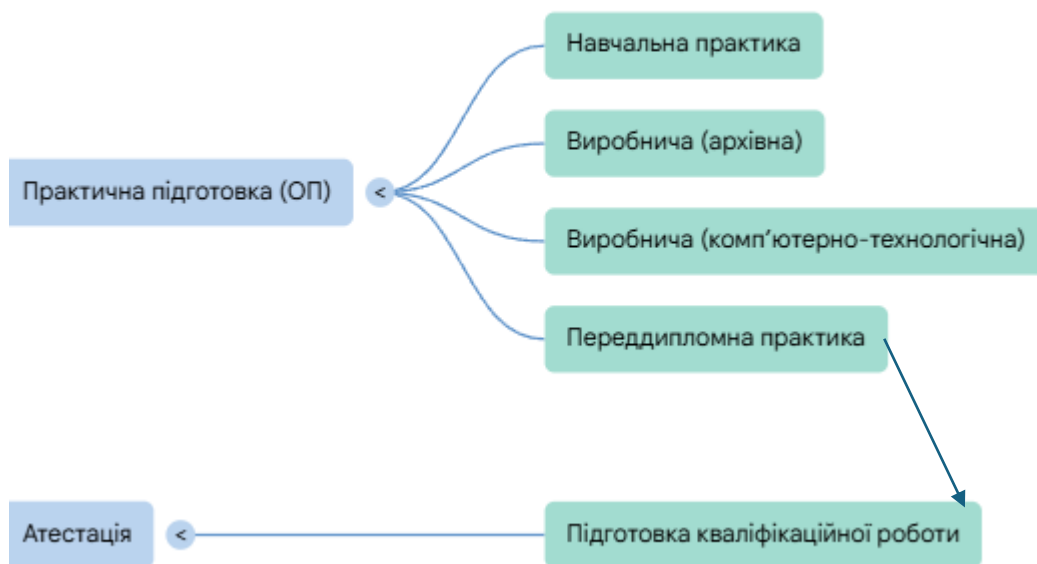 Навчальна практика
Виробнича (архівна)
Практична підготовка (ОП)
<
Виробнича (комп’ютерно-технологічна)
Переддипломна практика
Атестація
<
Підготовка кваліфікаційної роботи